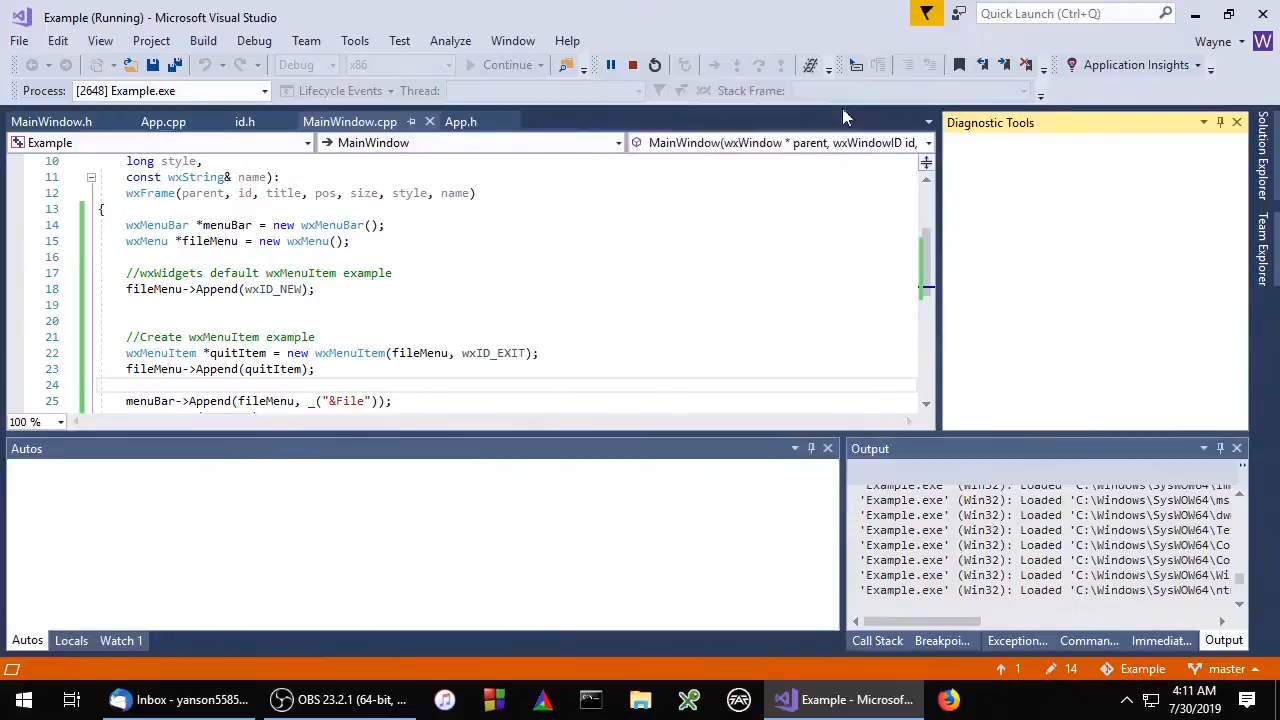 Example (Running) - Microsoft Visual Studio
Quick Launch (Ctrl+Q)
File Edit View Project Build Debug Team Tools Test Analyze Window Help
Wayne W
Debug x86 Continue Application Insights
Process: [2648] Example.exe Lifecycle Events Thread: Stack Frame:
MainWindow.h App.cpp id.h MainWindow.cpp App.h
Diagnostic Tools
Example MainWindow MainWindow(wxWindow * parent, wxWindowID id,
10 long style,
11 const wxString& name):
12 wxFrame(parent, id, title, pos, size, style, name)
13 {
14 wxMenuBar *menuBar = new wxMenuBar();
15 wxMenu *fileMenu = new wxMenu();
16
17 //wxWidgets default wxMenuItem example
18 fileMenu->Append(wxID_NEW);
19
20
21 //Create wxMenuItem example
22 wxMenuItem *quitItem = new wxMenuItem(fileMenu, wxID_EXIT);
23 fileMenu->Append(quitItem);
24
25 menuBar->Append(fileMenu, _("&File"));
100 %
Solution Explorer
Team Explorer
Autos
Output
'Example.exe' (Win32): Loaded 'C:\Windows\SysWOW64\im
'Example.exe' (Win32): Loaded 'C:\Windows\SysWOW64\ms
'Example.exe' (Win32): Loaded 'C:\Windows\SysWOW64\dw
'Example.exe' (Win32): Loaded 'C:\Windows\SysWOW64\Te
'Example.exe' (Win32): Loaded 'C:\Windows\SysWOW64\Co
'Example.exe' (Win32): Loaded 'C:\Windows\SysWOW64\Co
'Example.exe' (Win32): Loaded 'C:\Windows\SysWOW64\Wi
'Example.exe' (Win32): Loaded 'C:\Windows\SysWOW64\nt
Autos Locals Watch 1
Call Stack Breakpoi... Exception... Comman... Immediat... Output
1 14 Example master
Inbox - yanson5585... OBS 23.2.1 (64-bit, ... EAA Example - Microsof...
4:11 AM
7/30/2019